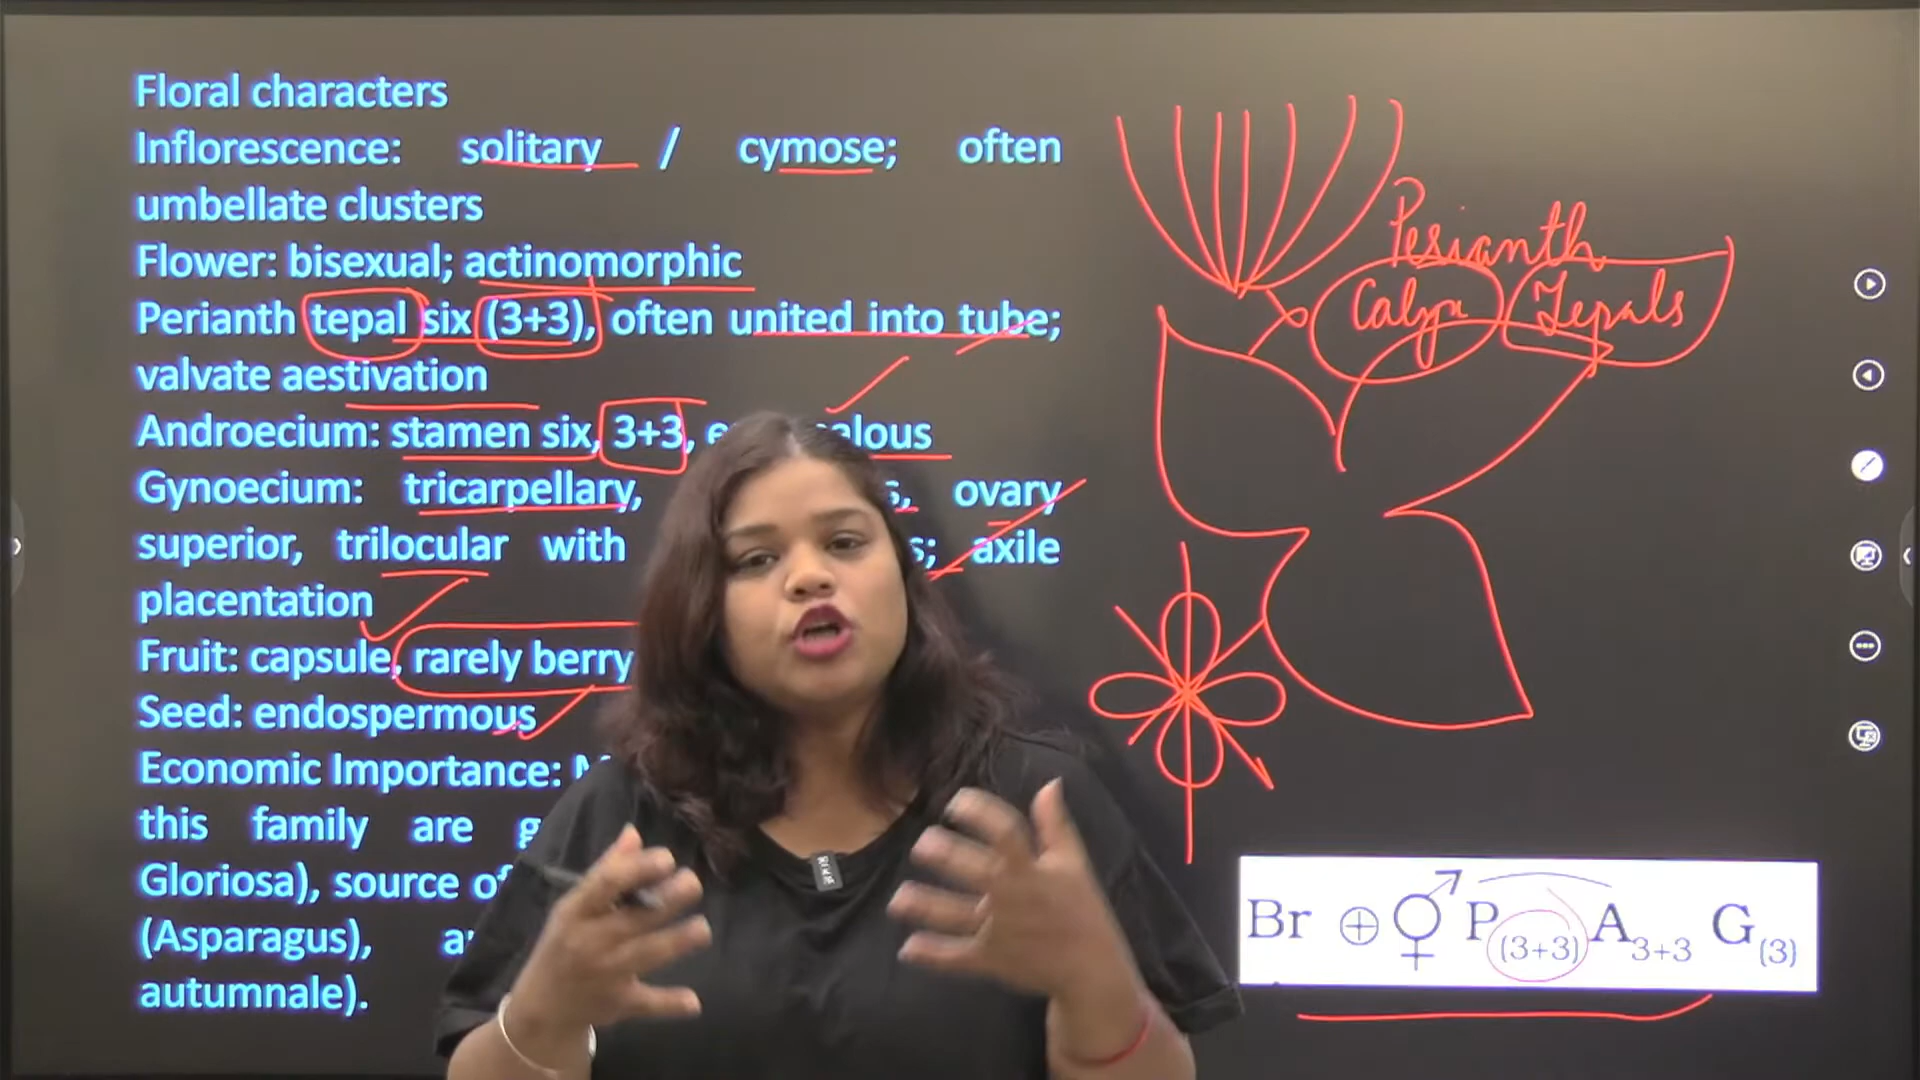 Floral characters
Inflorescence: solitary / cymose; often
umbellate clusters
Flower: bisexual; actinomorphic
Perianth tepal six (3+3), often united into tube;
valvate aestivation
Androecium: stamen six, 3+3,
Gynoecium: tricarpellary, ovary
superior, trilocular with axile
placentation
Fruit: capsule, rarely berry
Seed: endospermous
Economic Importance:
this family are
Gloriosa), source of
(Asparagus),
autumnale).
Perianth
Calyx Tepals
Br ⊕ ⚥ P(3+3) A3+3 G(3)